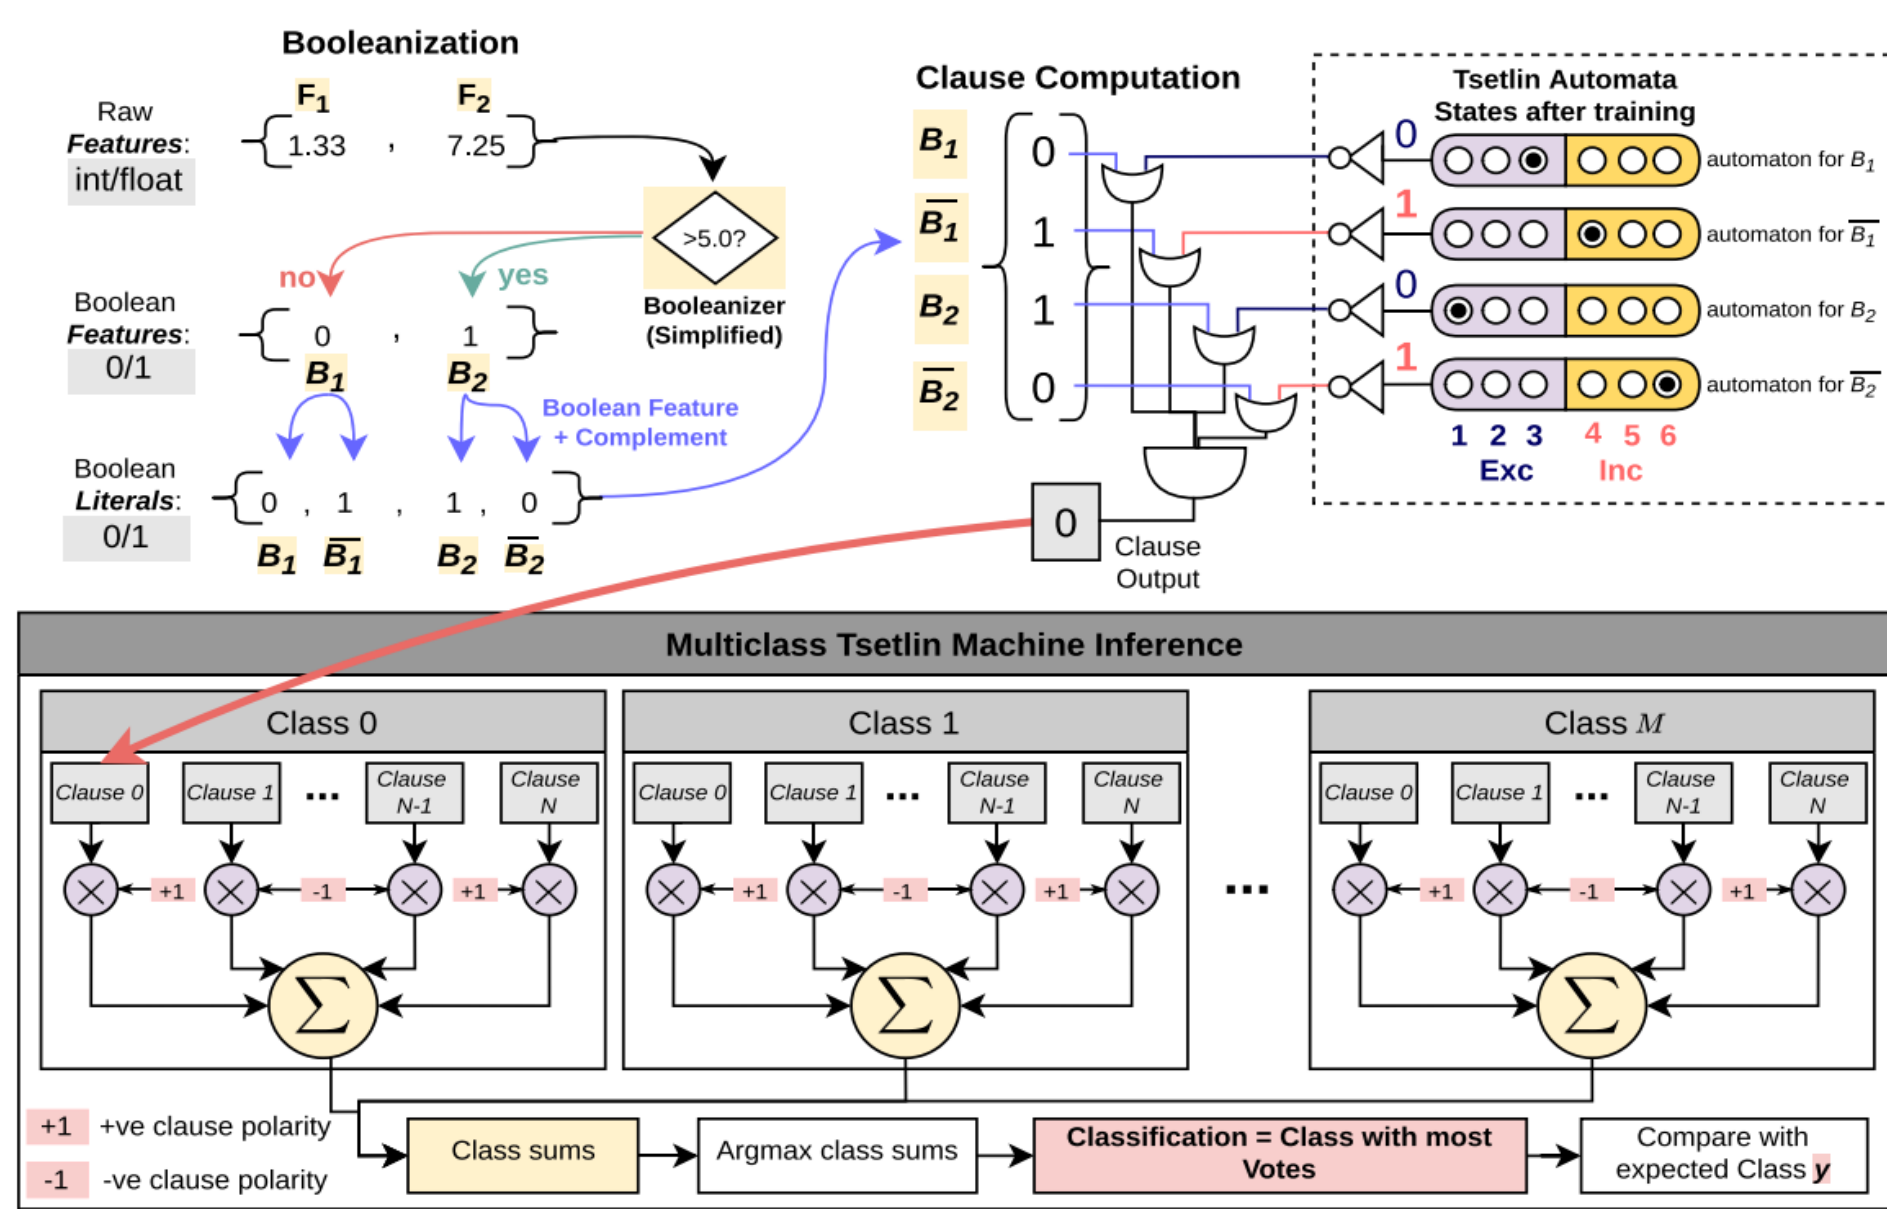 Booleanization
F1 F2
Raw
Features:
int/float
1.33 , 7.25
>5.0?
no yes
Booleanizer
(Simplified)
Boolean
Features:
0/1
0 , 1
B1 B2
Boolean Feature
+ Complement
Boolean
Literals:
0/1
0 , 1 , 1 , 0
B1 B̅1 B2 B̅2
Clause Computation
B1 0
B̅1 1
B2 1
B̅2 0
Tsetlin Automata
States after training
0 automaton for B1
1 automaton for B̅1
0 automaton for B2
1 automaton for B̅2
1 2 3 4 5 6
Exc Inc
0
Clause
Output
Multiclass Tsetlin Machine Inference
Class 0
Clause 0 Clause 1 ... Clause N-1 Clause N
+1 -1 +1
∑
Class 1
Clause 0 Clause 1 ... Clause N-1 Clause N
+1 -1 +1
∑
...
Class M
Clause 0 Clause 1 ... Clause N-1 Clause N
+1 -1 +1
∑
+1 +ve clause polarity
-1 -ve clause polarity
Class sums
Argmax class sums
Classification = Class with most
Votes
Compare with
expected Class y